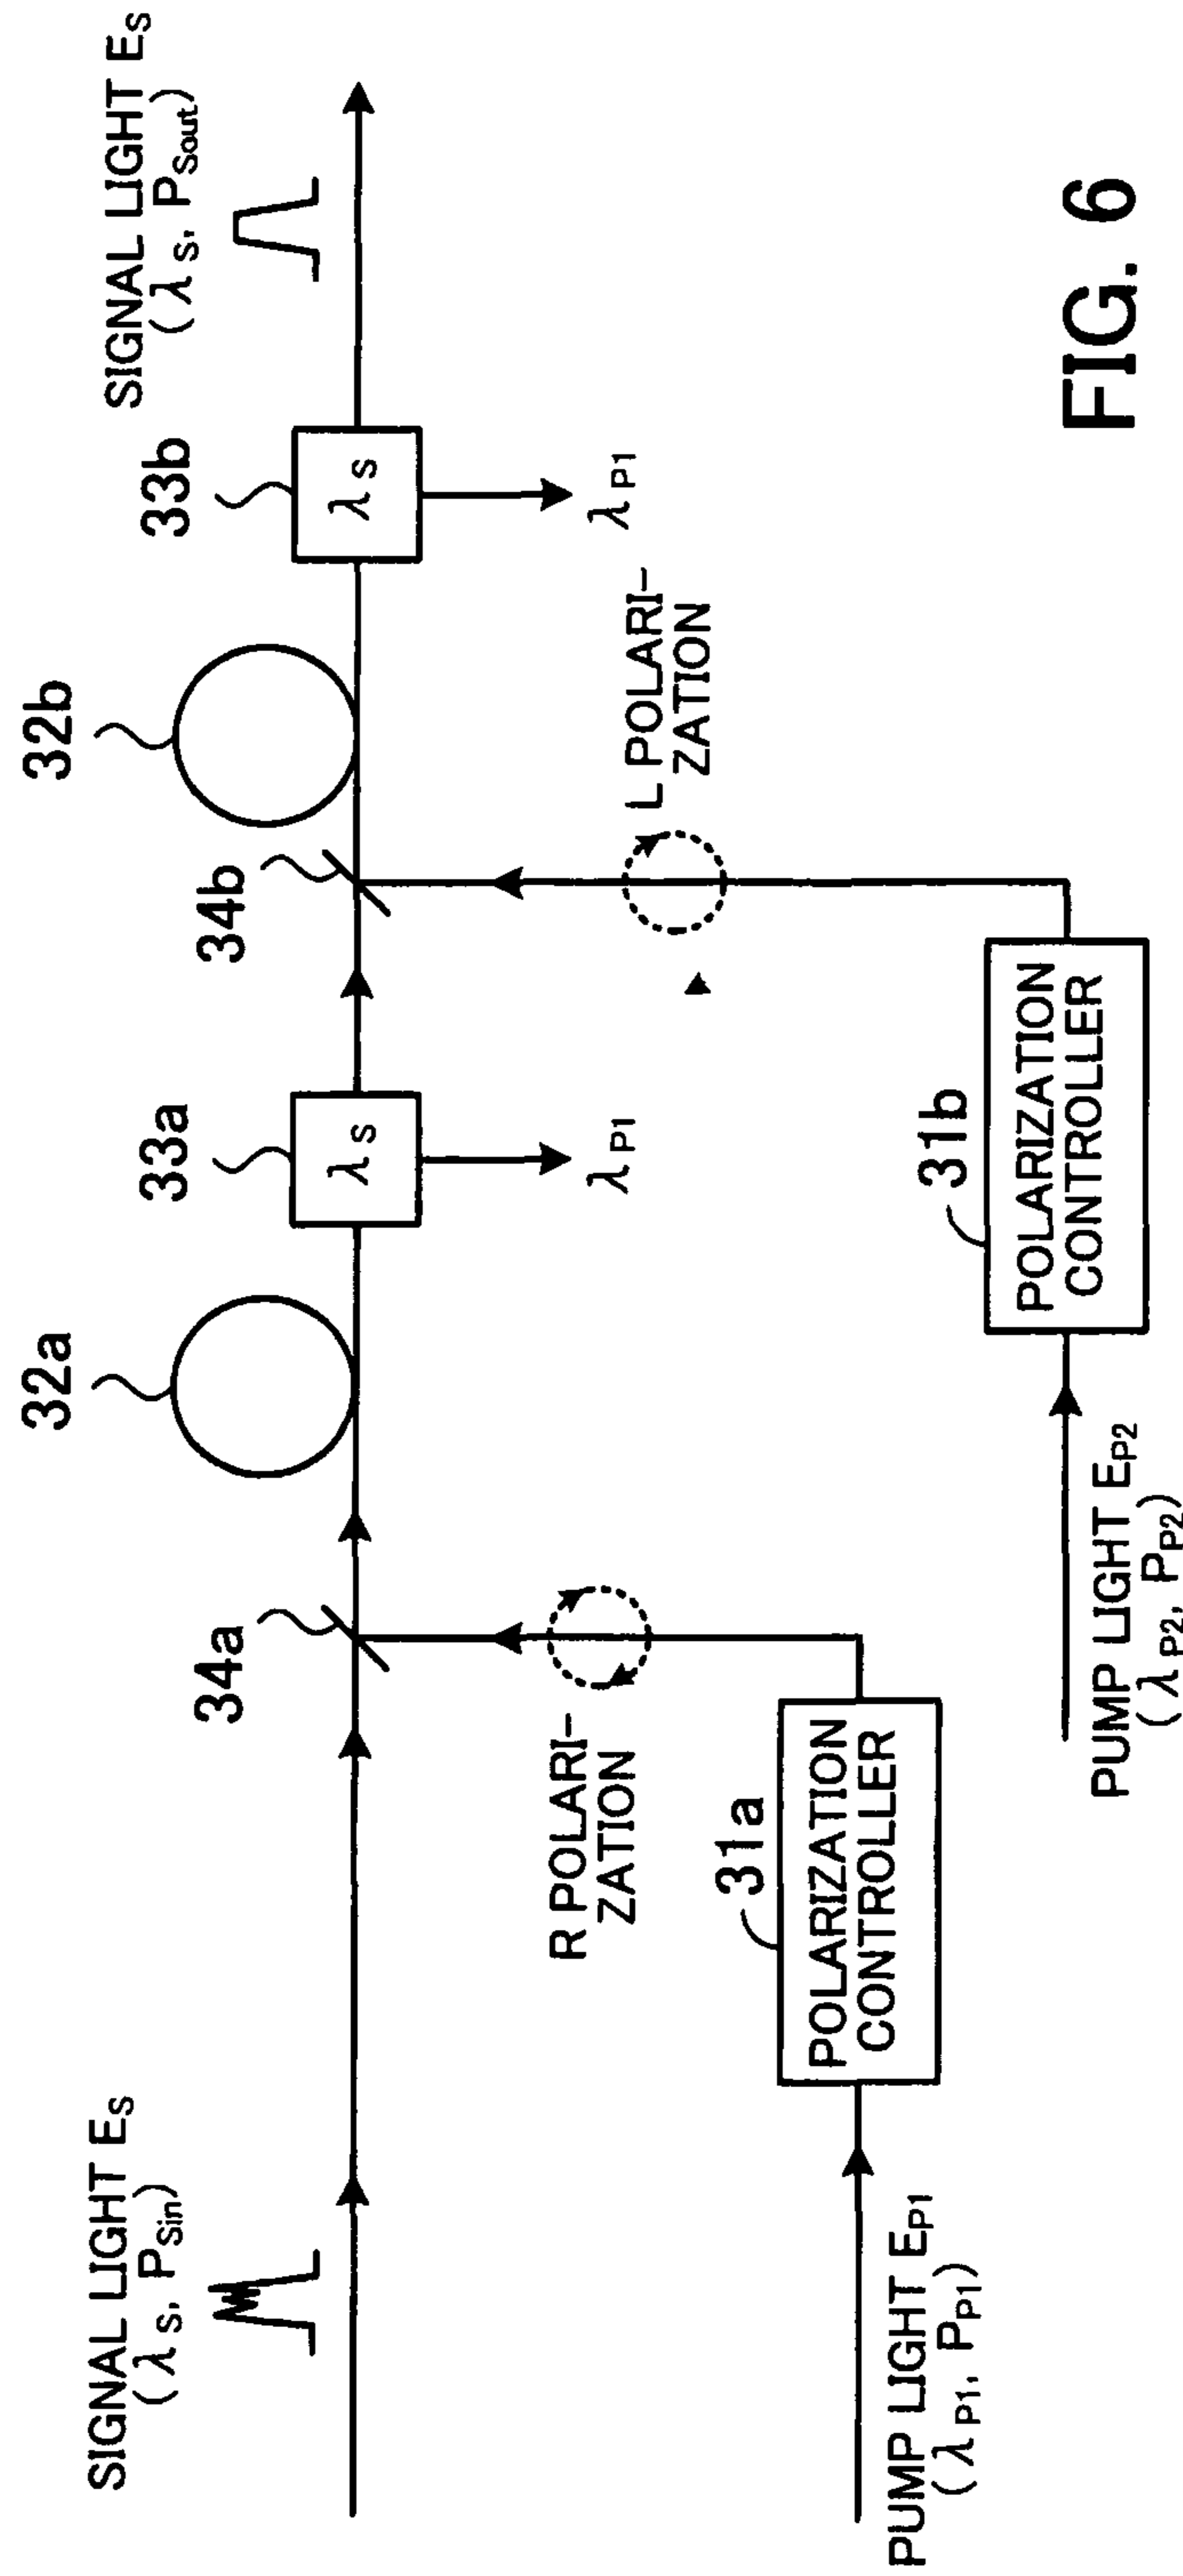 SIGNAL LIGHT ES
( λS, PSin)
SIGNAL LIGHT ES
( λS, PSout)
34a
32a
33a
34b
32b
33b
λS
λS
λP1
λP1
R POLARI-
ZATION
L POLARI-
ZATION
31a
POLARIZATION
CONTROLLER
31b
POLARIZATION
CONTROLLER
PUMP LIGHT EP1
( λP1, PP1)
PUMP LIGHT EP2
( λP2, PP2)
FIG. 6